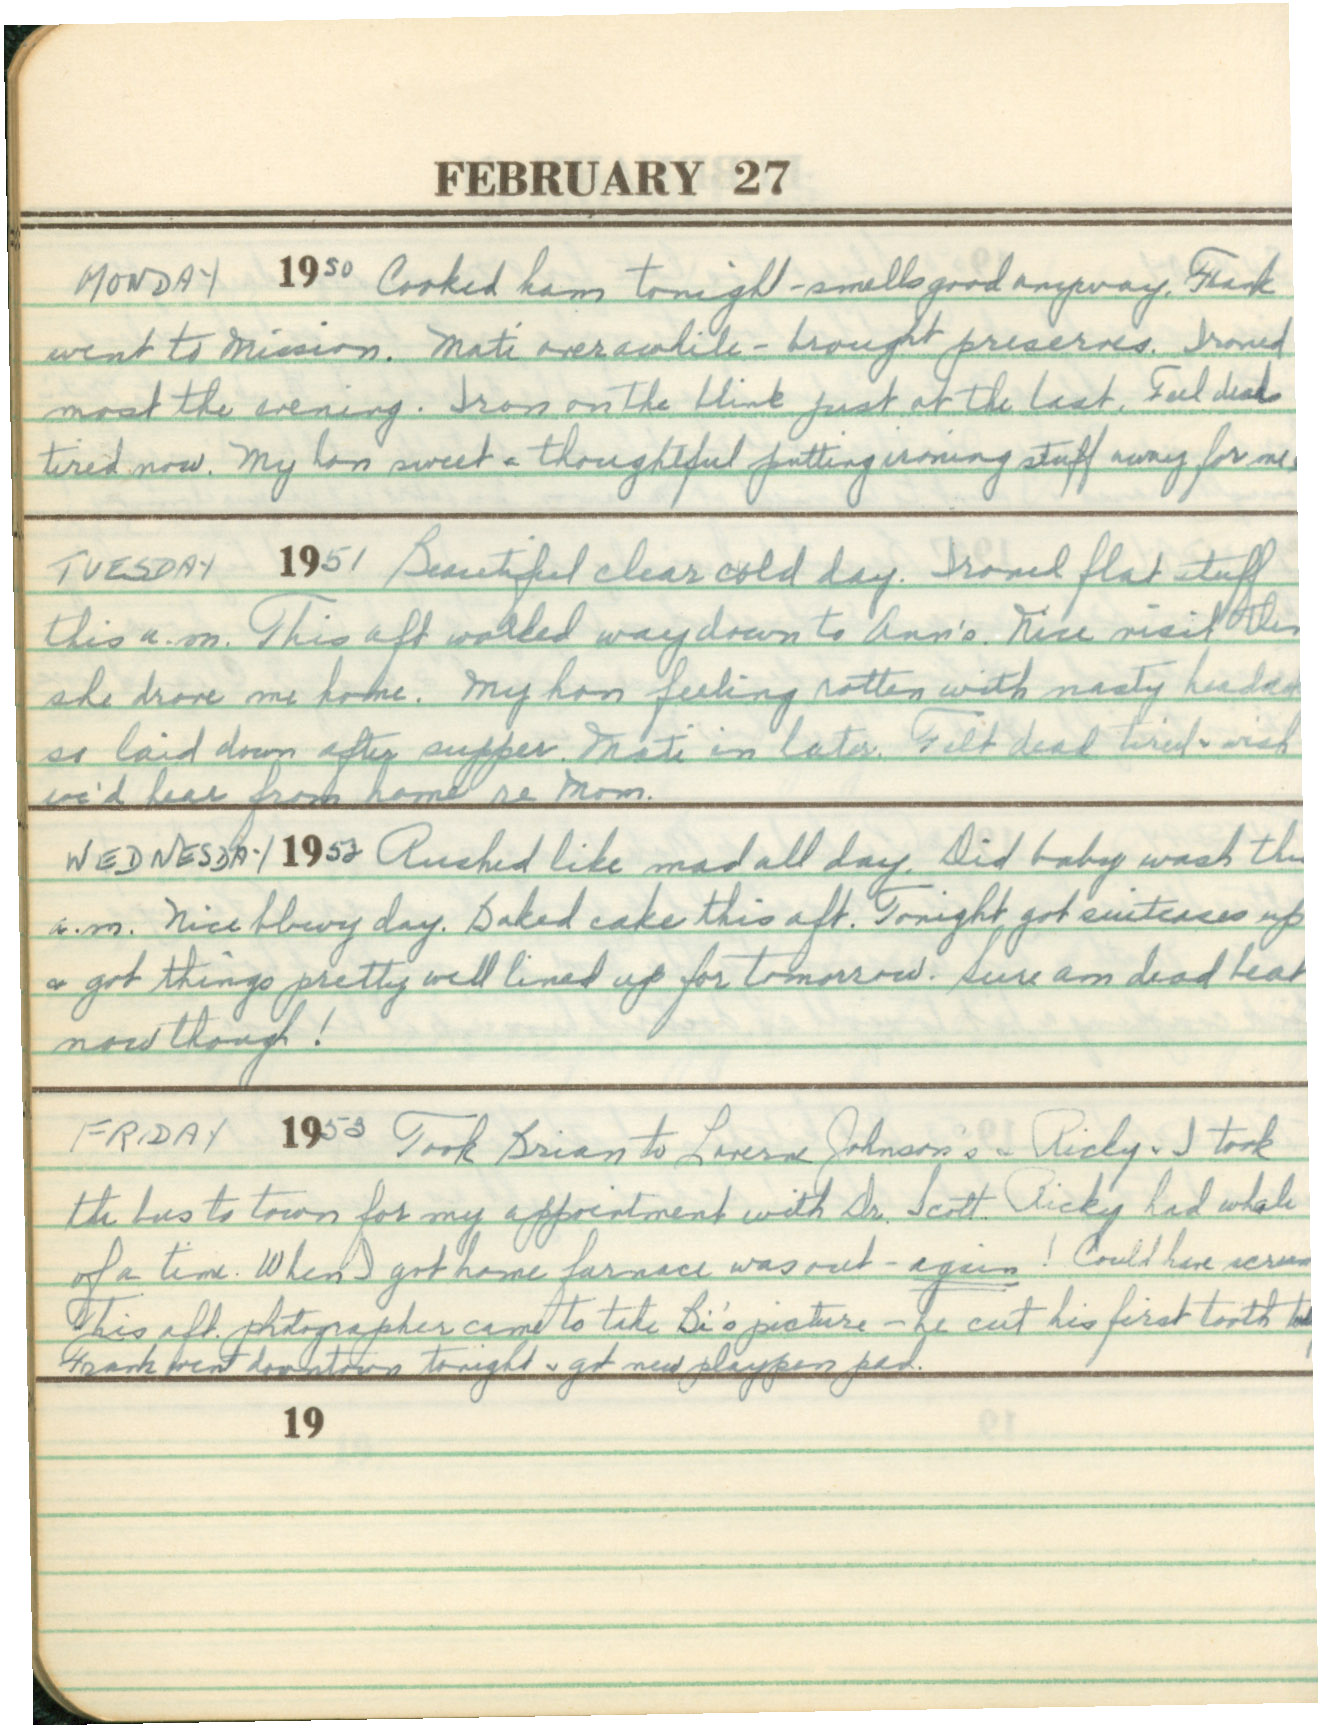 FEBRUARY 27
MONDAY 1950 Cooked ham tonight - smells good anyway. Frank
went to Mission. Mati over awhile - brought preserves. Ironed
most the evening. Iron on the blink just at the last. Feel dead
tired now. My hon sweet & thoughtful putting ironing stuff away for me.
TUESDAY 1951 Beautiful clear cold day. Ironed flat stuff
this a.m. This aft walked way down to Ann's. Nice visit then
she drove me home. My hon feeling rotten with nasty
so laid down after supper. Mati in later. Felt dead tired & wish
we'd hear from home re Mom.
WEDNESDAY 1952 Rushed like mad all day. Did baby wash
a.m. Nice blowy day. Baked cake this aft. Tonight got suitcases up
& got things pretty well lined up for tomorrow. Sure am dead beat
now though!
FRIDAY 1953 Took Brian to Laverne Johnson's & Ricky & I took
the bus to town for my appointment with Dr. Scott. Ricky had whale
of a time. When I got home furnace was out - again! Could have
This aft. photographer came to take Bi's picture - he cut his first tooth
Frank went downtown tonight & got new playpen pad.
19